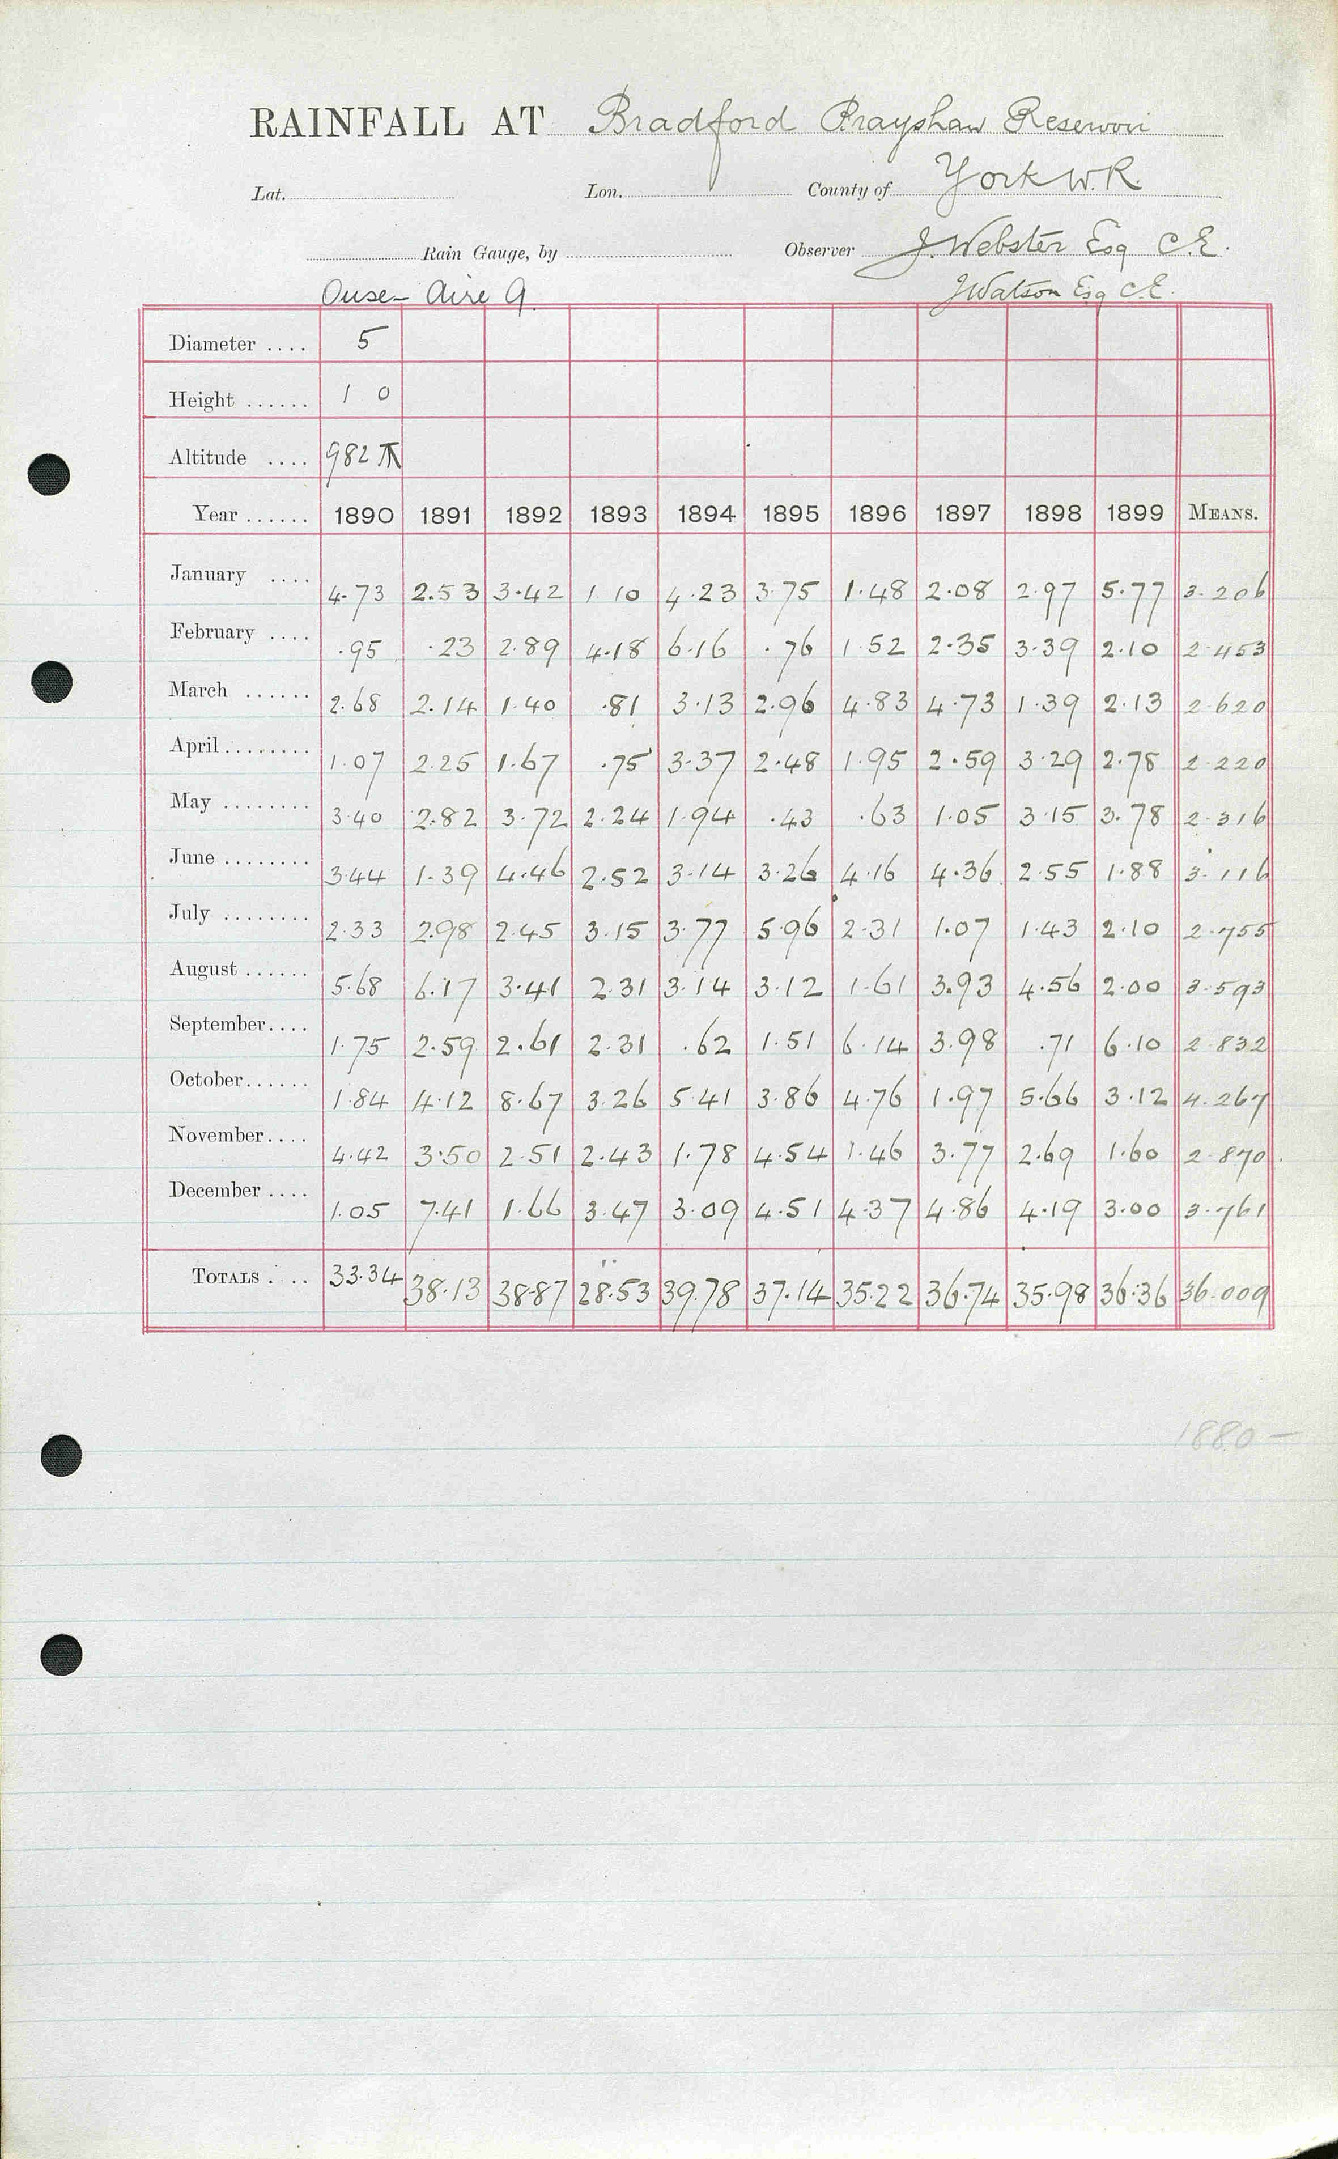 RAINFALL AT Bradford Brayshaw Reservoir
Lat. Lon. County of York W.R.
Rain Gauge, by Observer J. Webster Esq C.E.
Ouse - Aire 9 J Watson Esq C.E.
Diameter .... 5
Height ...... 1 0
Altitude .... 982
Year ...... 1890 1891 1892 1893 1894 1895 1896 1897 1898 1899 MEANS.
January .... 4.73 2.53 3.42 1.10 4.23 3.75 1.48 2.08 2.97 5.77 3.206
February .... .95 .23 2.89 4.18 6.16 .76 1.52 2.35 3.39 2.10 2.453
March ...... 2.68 2.14 1.40 .81 3.13 2.96 4.83 4.73 1.39 2.13 2.620
April ........ 1.07 2.25 1.67 .75 3.37 2.48 1.95 2.59 3.29 2.78 2.220
May ........ 3.40 2.82 3.72 2.24 1.94 .43 .63 1.05 3.15 3.78 2.316
June ........ 3.44 1.39 4.46 2.52 3.14 3.26 4.16 4.36 2.55 1.88 3.116
July ........ 2.33 2.98 2.45 3.15 3.77 5.96 2.31 1.07 1.43 2.10 2.755
August ...... 5.68 6.17 3.41 2.31 3.14 3.12 1.61 3.93 4.56 2.00 3.593
September.... 1.75 2.59 2.61 2.31 .62 1.51 6.14 3.98 .71 6.10 2.832
October...... 1.84 4.12 8.67 3.26 5.41 3.86 4.76 1.97 5.66 3.12 4.267
November.... 4.42 3.50 2.51 2.43 1.78 4.54 1.46 3.77 2.69 1.60 2.870
December .... 1.05 7.41 1.66 3.47 3.09 4.51 4.37 4.86 4.19 3.00 3.761
TOTALS .... 33.34 38.13 38.87 28.53 39.78 37.14 35.22 36.74 35.98 36.36 36.009
1880 -